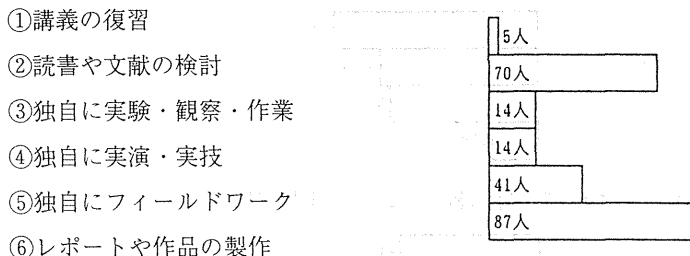 ①講義の復習
5人
②読書や文献の検討
70人
③独自に実験・観察・作業
14人
④独自に実演・実技
14人
⑤独自にフィールドワーク
41人
⑥レポートや作品の製作
87人